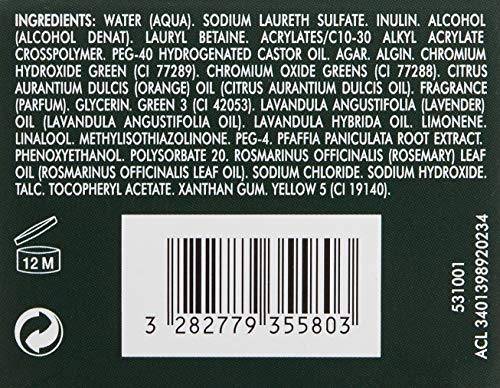 INGREDIENTS: WATER (AQUA). SODIUM LAURETH SULFATE. INULIN. ALCOHOL
(ALCOHOL DENAT). LAURYL BETAINE. ACRYLATES/C10-30 ALKYL ACRYLATE
CROSSPOLYMER. PEG-40 HYDROGENATED CASTOR OIL. AGAR. ALGIN. CHROMIUM
HYDROXIDE GREEN (CI 77289). CHROMIUM OXIDE GREENS (CI 77288). CITRUS
AURANTIUM DULCIS (ORANGE) OIL (CITRUS AURANTIUM DULCIS OIL). FRAGRANCE
(PARFUM). GLYCERIN. GREEN 3 (CI 42053). LAVANDULA ANGUSTIFOLIA (LAVENDER)
OIL (LAVANDULA ANGUSTIFOLIA OIL). LAVANDULA HYBRIDA OIL. LIMONENE.
LINALOOL. METHYLISOTHIAZOLINONE. PEG-4. PFAFFIA PANICULATA ROOT EXTRACT.
PHENOXYETHANOL. POLYSORBATE 20. ROSMARINUS OFFICINALIS (ROSEMARY) LEAF
OIL (ROSMARINUS OFFICINALIS LEAF OIL). SODIUM CHLORIDE. SODIUM HYDROXIDE.
TALC. TOCOPHERYL ACETATE. XANTHAN GUM. YELLOW 5 (CI 19140).
12 M
3 282779 355803
531001
ACL 3401398920234